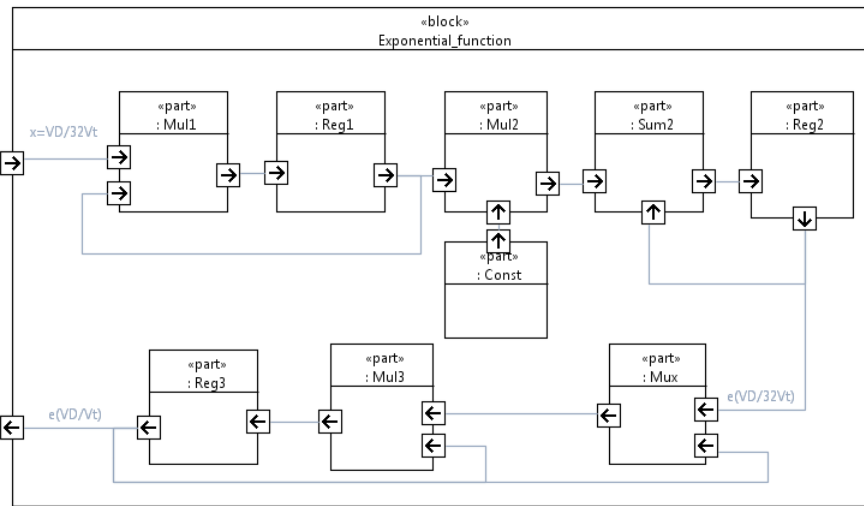 «block»
Exponential_function
«part»
: Mul1
«part»
: Reg1
«part»
: Mul2
«part»
: Sum2
«part»
: Reg2
x=VD/32Vt
«part»
: Const
«part»
: Reg3
«part»
: Mul3
«part»
: Mux
e(VD/Vt)
e(VD/32Vt)